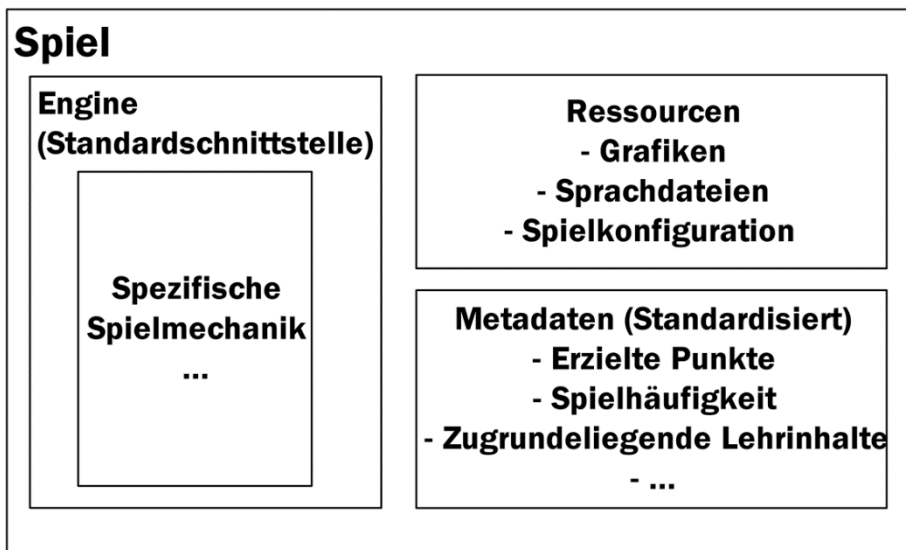 Spiel
Engine
(Standardschnittstelle)
Spezifische
Spielmechanik
...
Ressourcen
- Grafiken
- Sprachdateien
- Spielkonfiguration
Metadaten (Standardisiert)
- Erzielte Punkte
- Spielhäufigkeit
- Zugrundeliegende Lehrinhalte
- ...